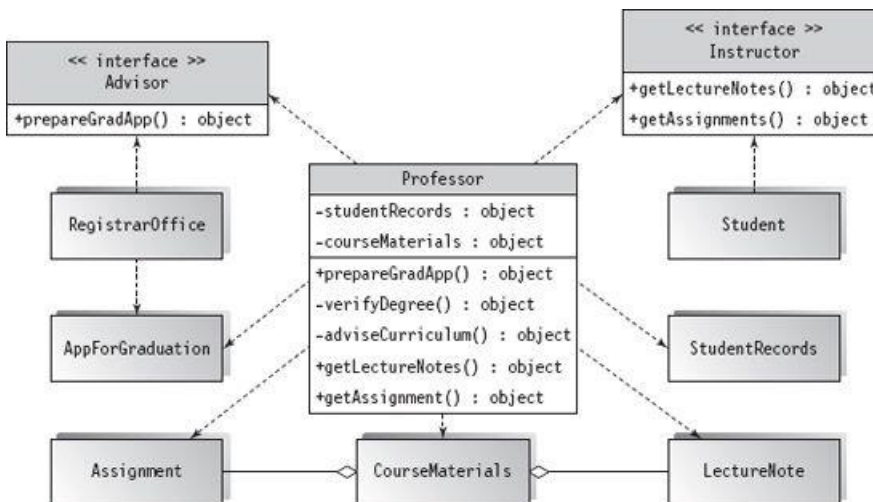 << interface >>
Advisor
+prepareGradApp() : object
<< interface >>
Instructor
+getLectureNotes() : object
+getAssignments() : object
Professor
-studentRecords : object
-courseMaterials : object
+prepareGradApp() : object
-verifyDegree() : object
-adviseCurriculum() : object
+getLectureNotes() : object
+getAssignment() : object
RegistrarOffice
Student
AppForGraduation
StudentRecords
Assignment
CourseMaterials
LectureNote